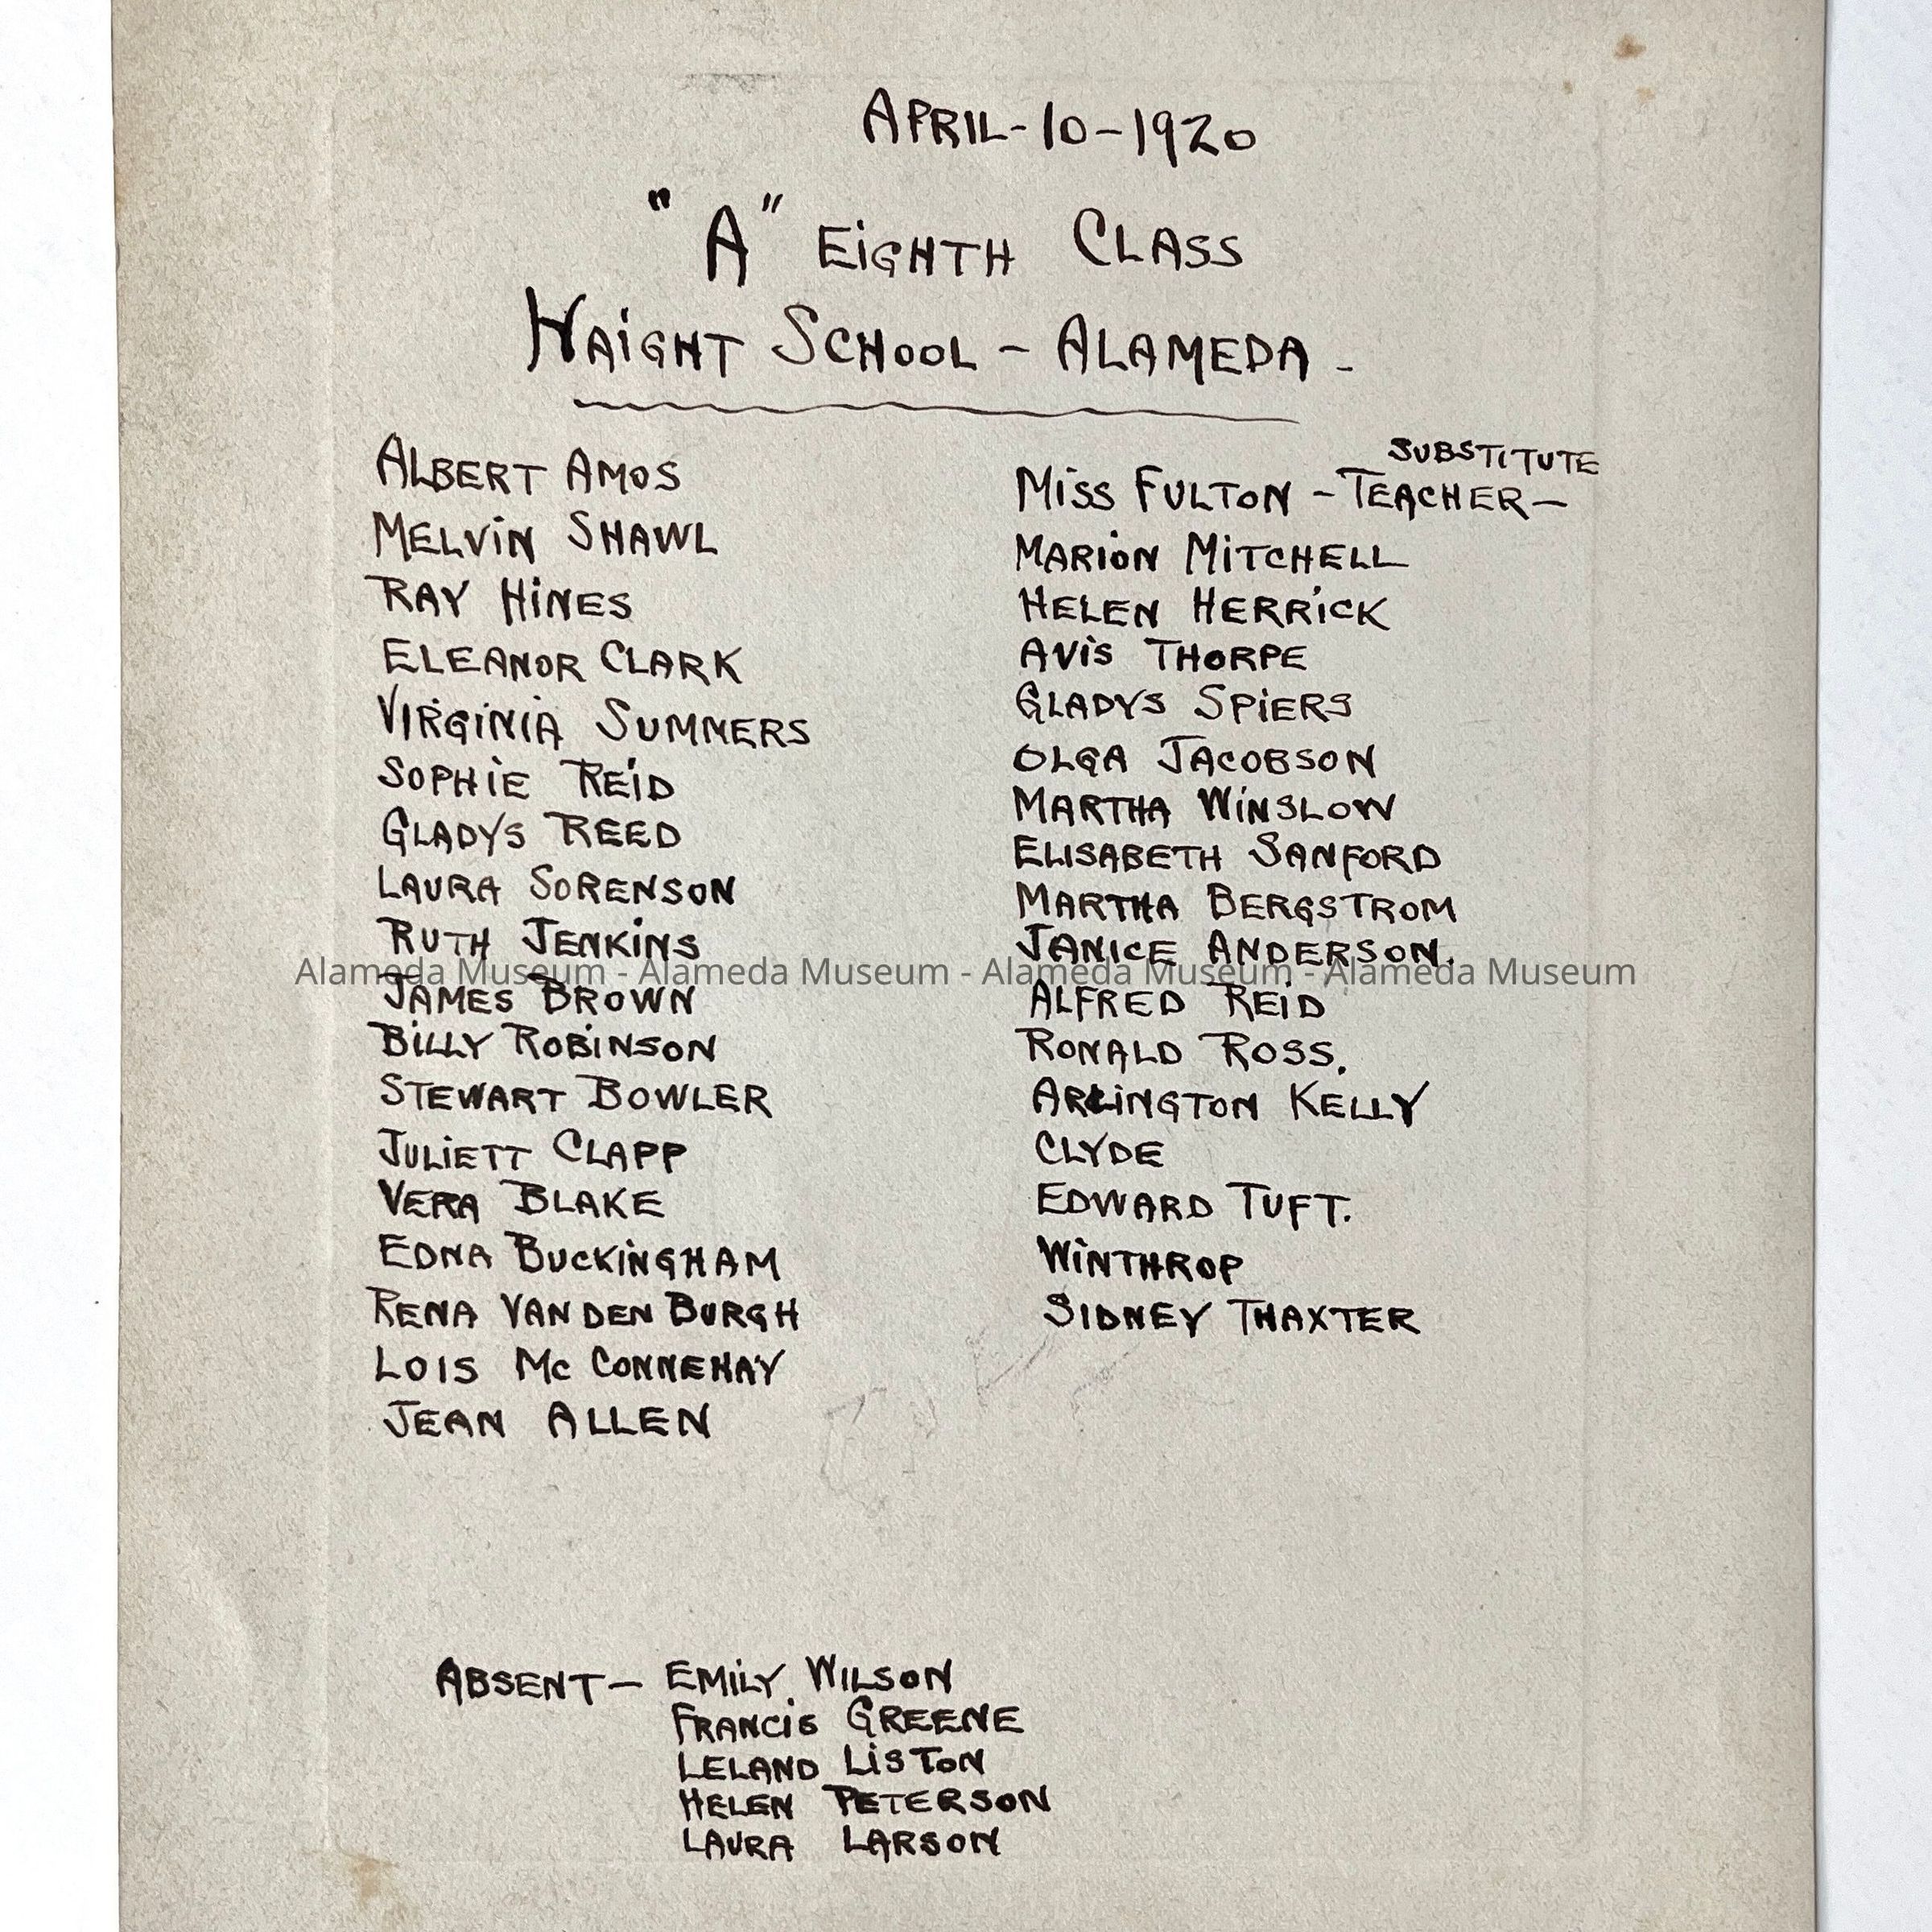 APRIL-10-1920
"A" EIGHTH CLASS
HAIGHT SCHOOL - ALAMEDA -
ALBERT AMOS
MELVIN SHAWL
RAY HINES
ELEANOR CLARK
VIRGINIA SUMMERS
SOPHIE REID
GLADYS REED
LAURA SORENSON
RUTH JENKINS
JAMES BROWN
BILLY ROBINSON
STEWART BOWLER
JULIETT CLAPP
VERA BLAKE
EDNA BUCKINGHAM
RENA VAN DEN BURGH
LOIS MC CONNEHAY
JEAN ALLEN
SUBSTITUTE
MISS FULTON - TEACHER -
MARION MITCHELL
HELEN HERRICK
AVIS THORPE
GLADYS SPIERS
OLGA JACOBSON
MARTHA WINSLOW
ELISABETH SANFORD
MARTHA BERGSTROM
JANICE ANDERSON.
ALFRED REID
RONALD ROSS.
ARLINGTON KELLY
CLYDE
EDWARD TUFT.
WINTHROP
SIDNEY THAXTER
Alameda Museum - Alameda Museum - Alameda Museum - Alameda Museum
ABSENT - EMILY WILSON
FRANCIS GREENE
LELAND LISTON
HELEN PETERSON
LAURA LARSON